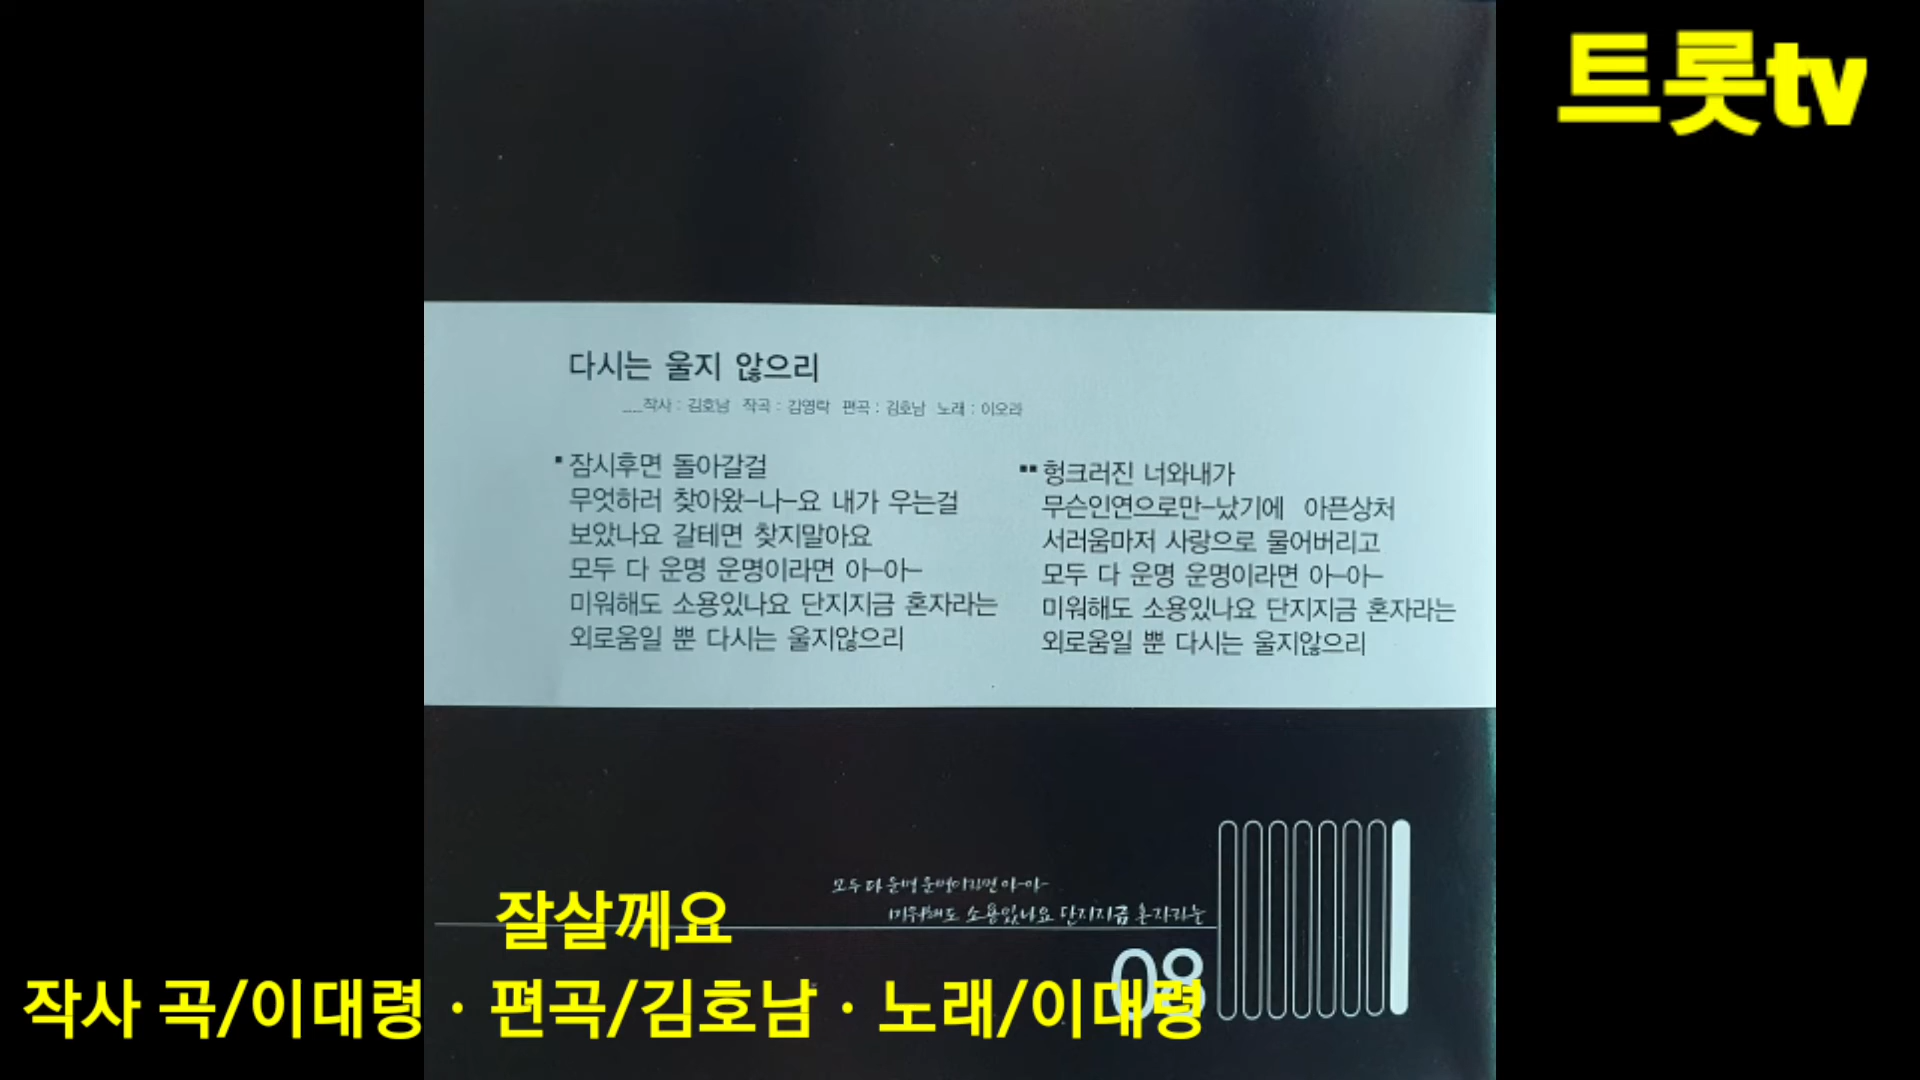 트롯tv
다시는 울지 않으리
작사 : 김호남 작곡 : 김영락 편곡 : 김호남 노래 : 이오라
잠시후면 돌아갈걸
무엇하러 찾아왔-나-요 내가 우는걸
보았나요 갈테면 찾지말아요
모두 다 운명 운명이라면 아-아-
미워해도 소용있나요 단지지금 혼자라는
외로움일 뿐 다시는 울지않으리
헝크러진 너와내가
무슨인연으로만-났기에 아픈상처
서러움마저 사랑으로 물어버리고
모두 다 운명 운명이라면 아-아-
미워해도 소용있나요 단지지금 혼자라는
외로움일 뿐 다시는 울지않으리
모두 다 운명 운명이라면 아-아-
미워해도 소용있나요 단지지금 혼자라는
08
잘살께요
작사 곡/이대령 · 편곡/김호남 · 노래/이대령